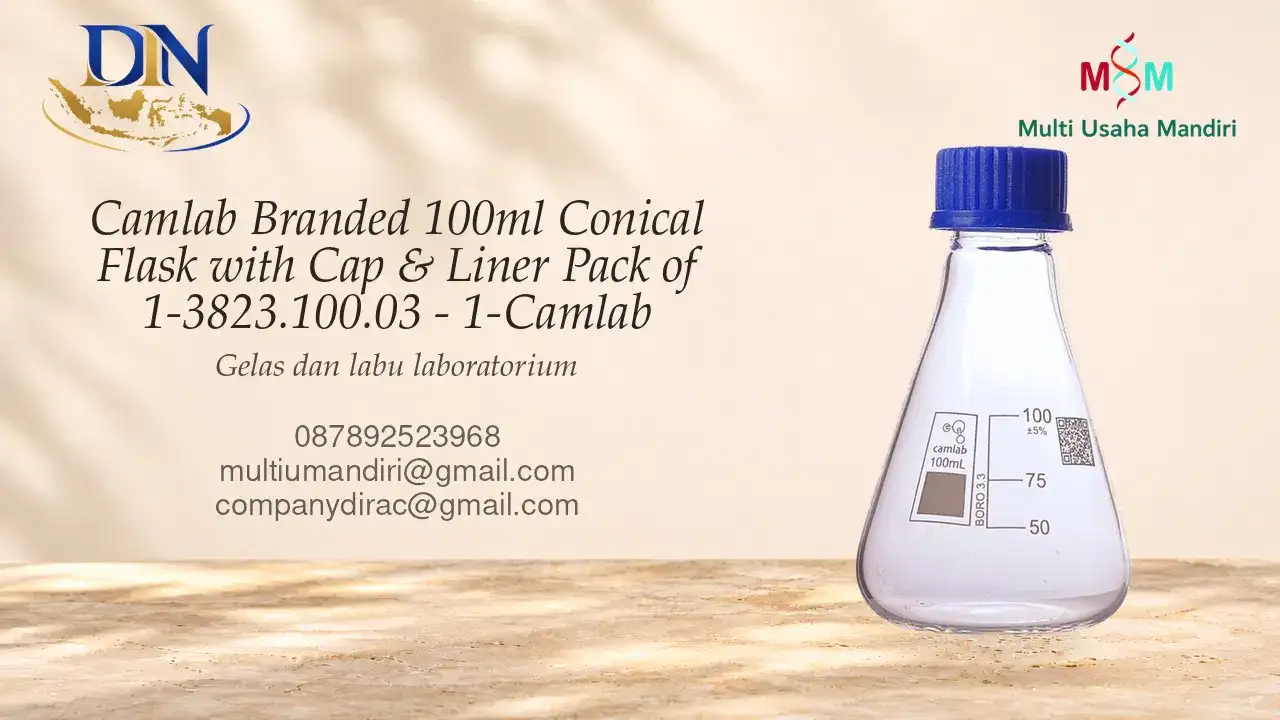 DIN
MSM
Multi Usaha Mandiri
Camlab Branded 100ml Conical
Flask with Cap & Liner Pack of
1-3823.100.03 - 1-Camlab
Gelas dan labu laboratorium
087892523968
multiumandiri@gmail.com
companydirac@gmail.com
camlab
100mL
BORO 3.3
100
±5%
75
50